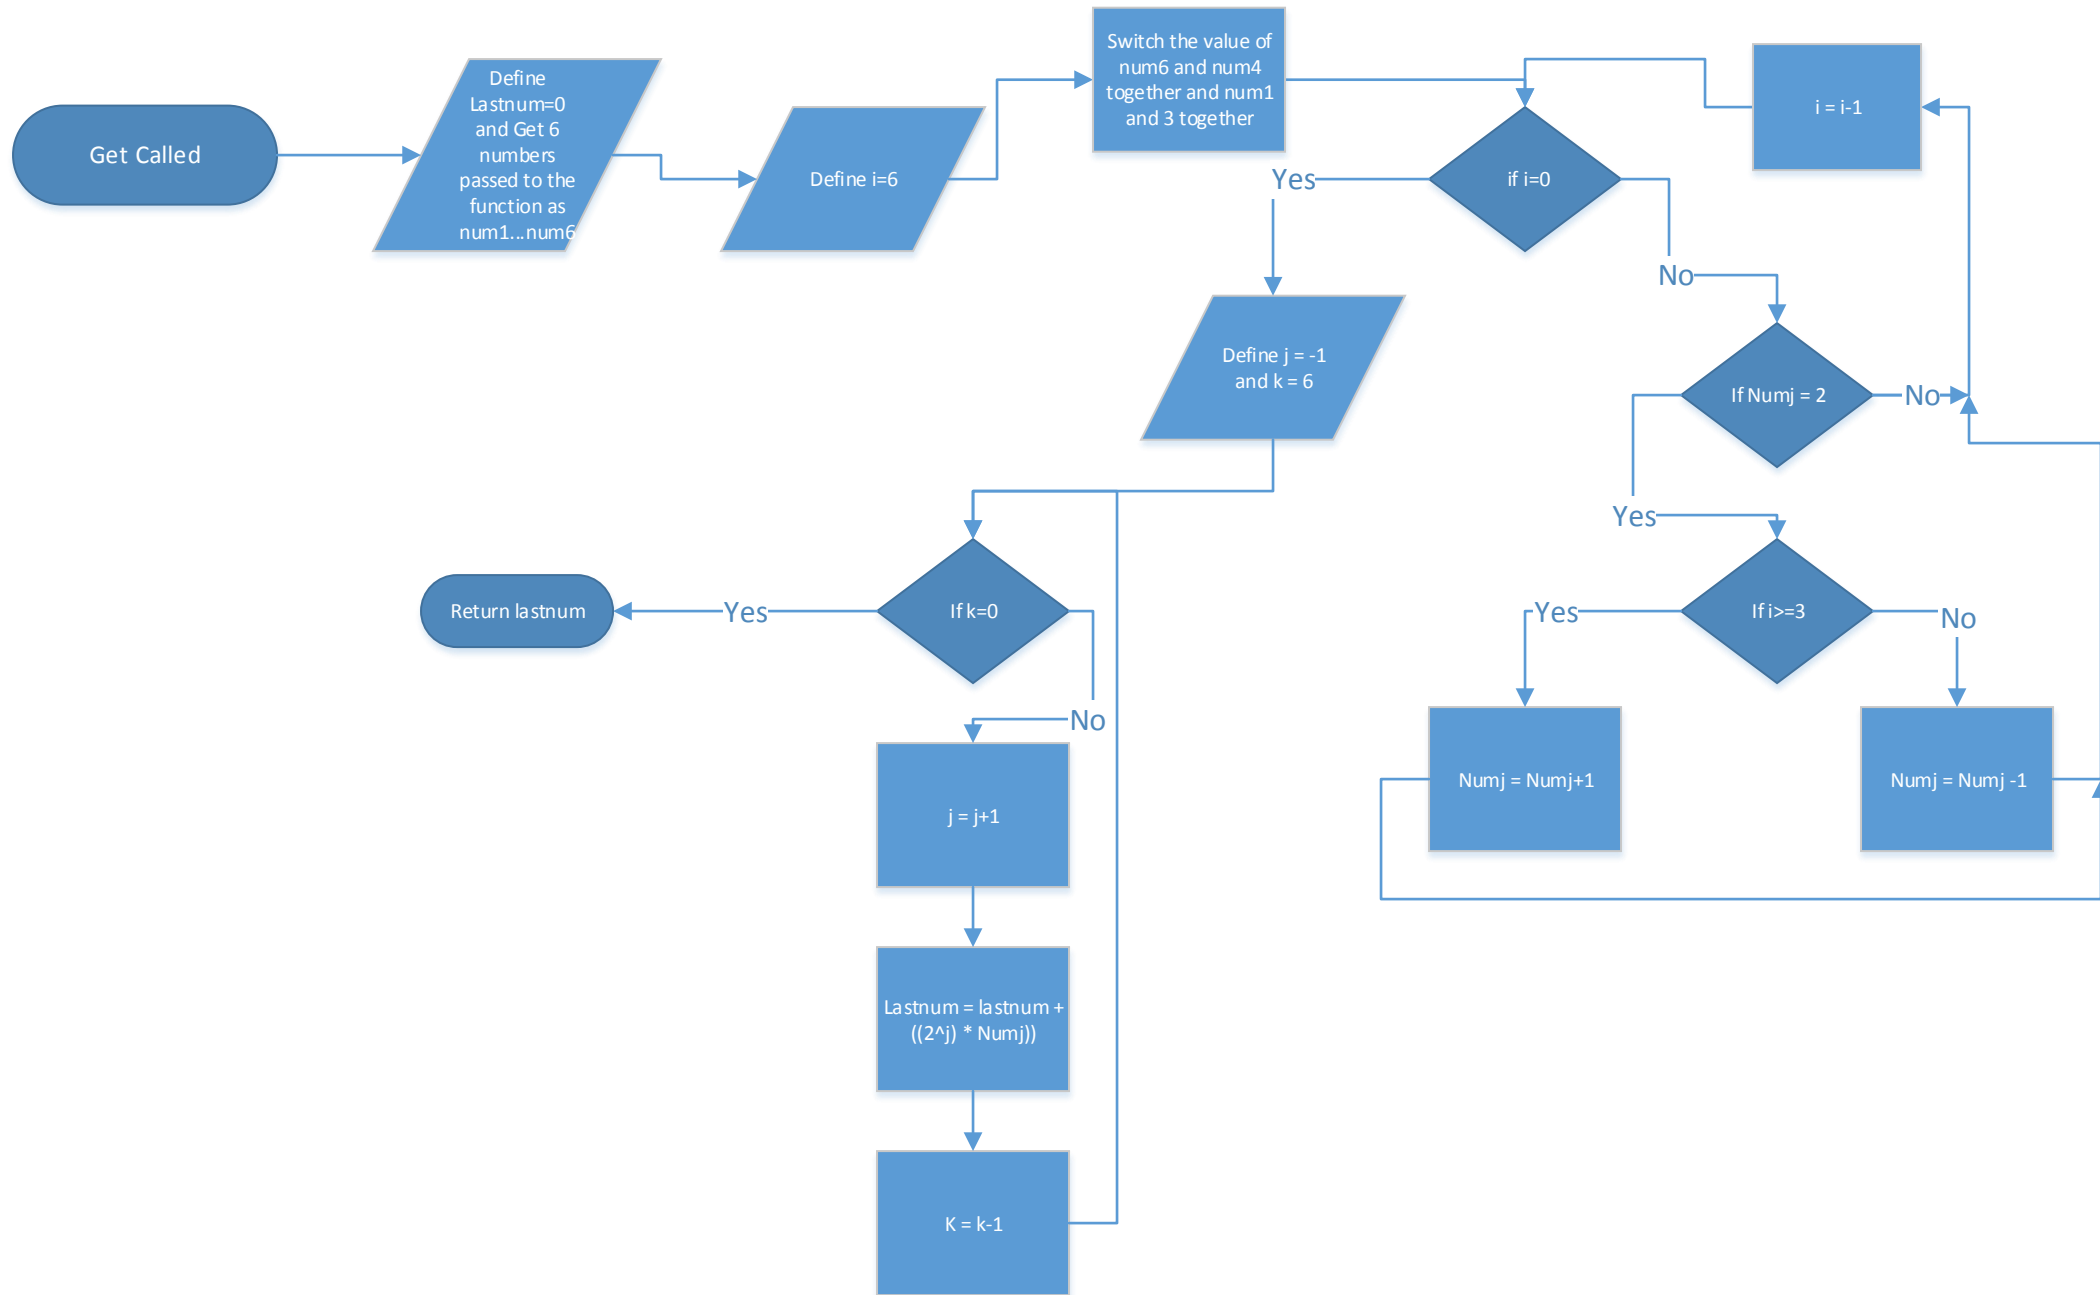 Get Called
Define
Lastnum=0
and Get 6
numbers
passed to the
function as
num1...num6
Define i=6
Switch the value of
num6 and num4
together and num1
and 3 together
i = i-1
if i=0
Yes
No
Define j = -1
and k = 6
If Numj = 2
No
Yes
If k=0
Yes
No
Return lastnum
If i>=3
Yes
No
Numj = Numj+1
Numj = Numj -1
j = j+1
Lastnum = lastnum +
((2^j) * Numj))
K = k-1